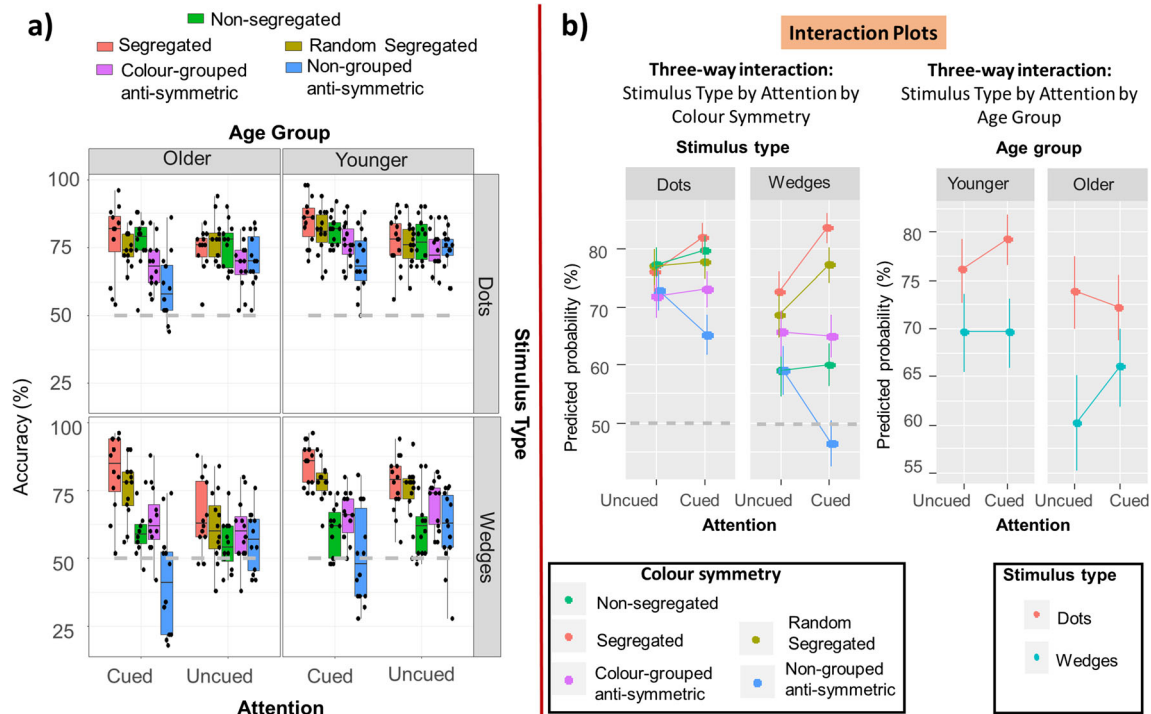 a)
Non-segregated
Segregated
Random Segregated
Colour-grouped
anti-symmetric
Non-grouped
anti-symmetric
Age Group
Older
Younger
100
75
50
25
Dots
100
75
50
25
Wedges
Accuracy (%)
Stimulus Type
Cued
Uncued
Cued
Uncued
Attention
b)
Interaction Plots
Three-way interaction:
Stimulus Type by Attention by
Colour Symmetry
Stimulus type
Dots
Wedges
80
70
60
50
Predicted probability (%)
Uncued
Cued
Uncued
Cued
Attention
Three-way interaction:
Stimulus Type by Attention by
Age Group
Age group
Younger
Older
80
75
70
65
60
55
Predicted probability (%)
Uncued
Cued
Uncued
Cued
Attention
Colour symmetry
Non-segregated
Segregated
Random
Segregated
Colour-grouped
anti-symmetric
Non-grouped
anti-symmetric
Stimulus type
Dots
Wedges